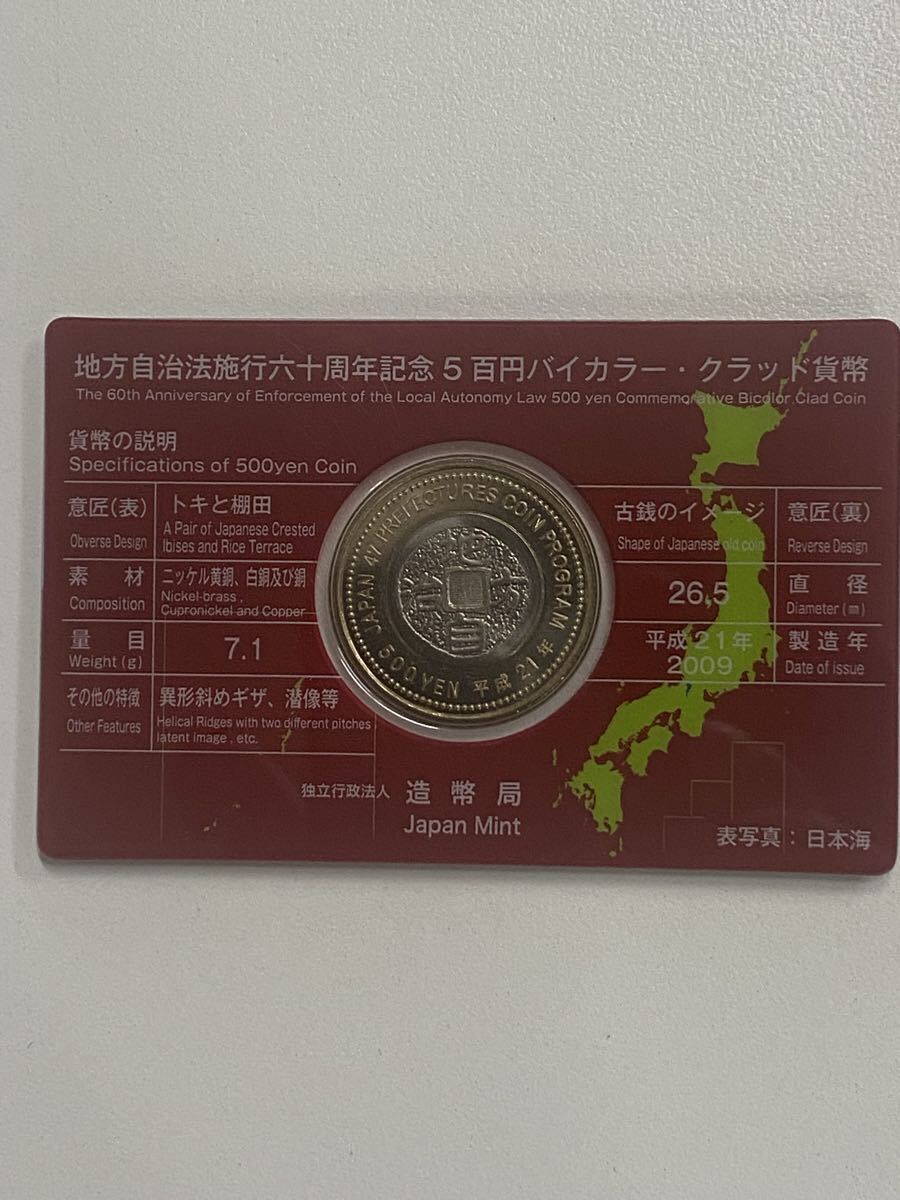 地方自治法施行六十周年記念5百円バイカラー・クラッド貨幣
The 60th Anniversary of Enforcement of the Local Autonomy Law 500 yen Commemorative Bicolor Clad Coin
貨幣の説明
Specifications of 500yen Coin
意匠(表)
Obverse Design
トキと棚田
A Pair of Japanese Crested
Ibises and Rice Terrace
素材
Composition
ニッケル黄銅、白銅及び銅
Nickel-brass,
Cupronickel and Copper
量目
Weight (g)
7.1
その他の特徴
Other Features
異形斜めギザ、潜像等
Helical Ridges with two different pitches,
latent image, etc.
JAPAN 47 PREFECTURES COIN PROGRAM
地方自治
500YEN 平成21年
古銭のイメージ
Shape of Japanese old coin
意匠(裏)
Reverse Design
26.5
直径
Diameter (m)
平成21年
2009
製造年
Date of issue
独立行政法人 造幣局
Japan Mint
表写真：日本海